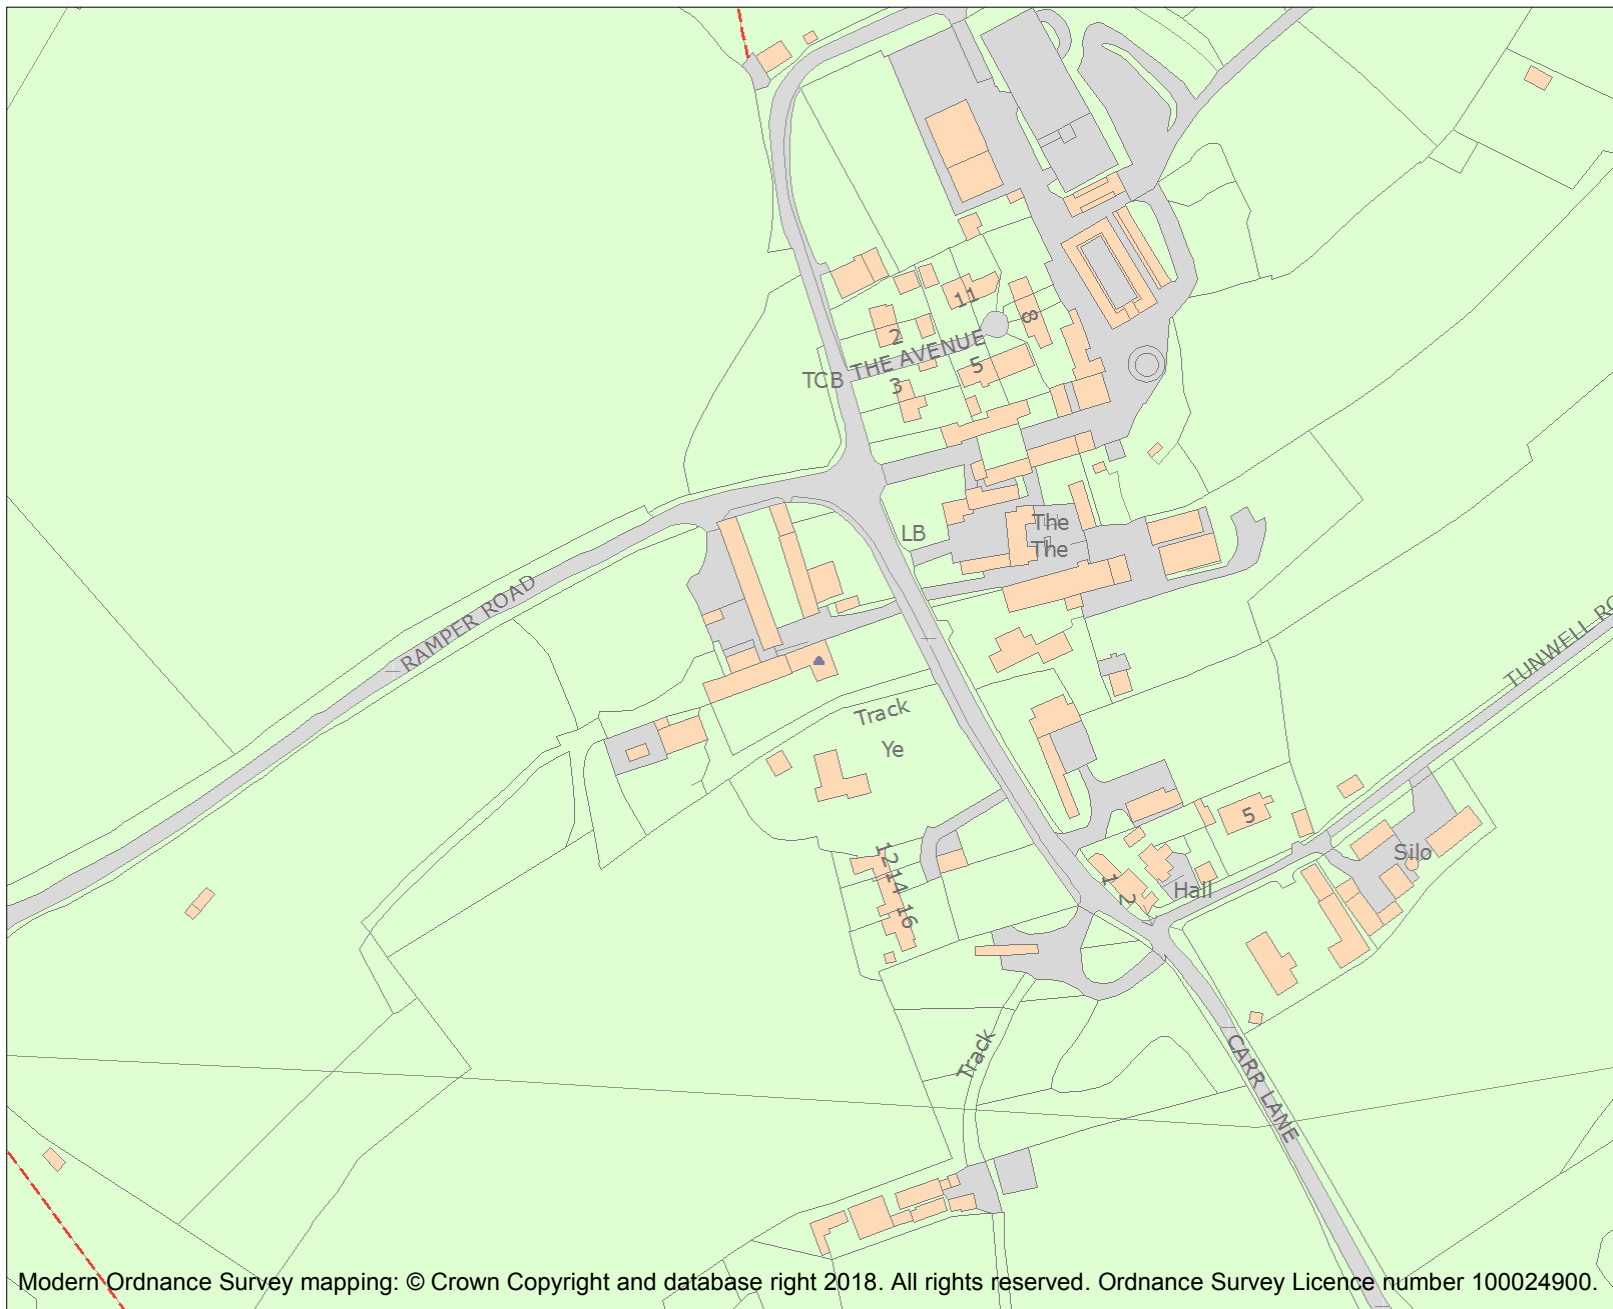 11
8
2
THE AVENUE
TCB
5
3
LB
The
The
RAMPER ROAD
TUNWELL RO
Track
Ye
5
12
14
16
Silo
1
2
Hall
Track
CARR LANE
Modern Ordnance Survey mapping: © Crown Copyright and database right 2018. All rights reserved. Ordnance Survey Licence number 100024900.